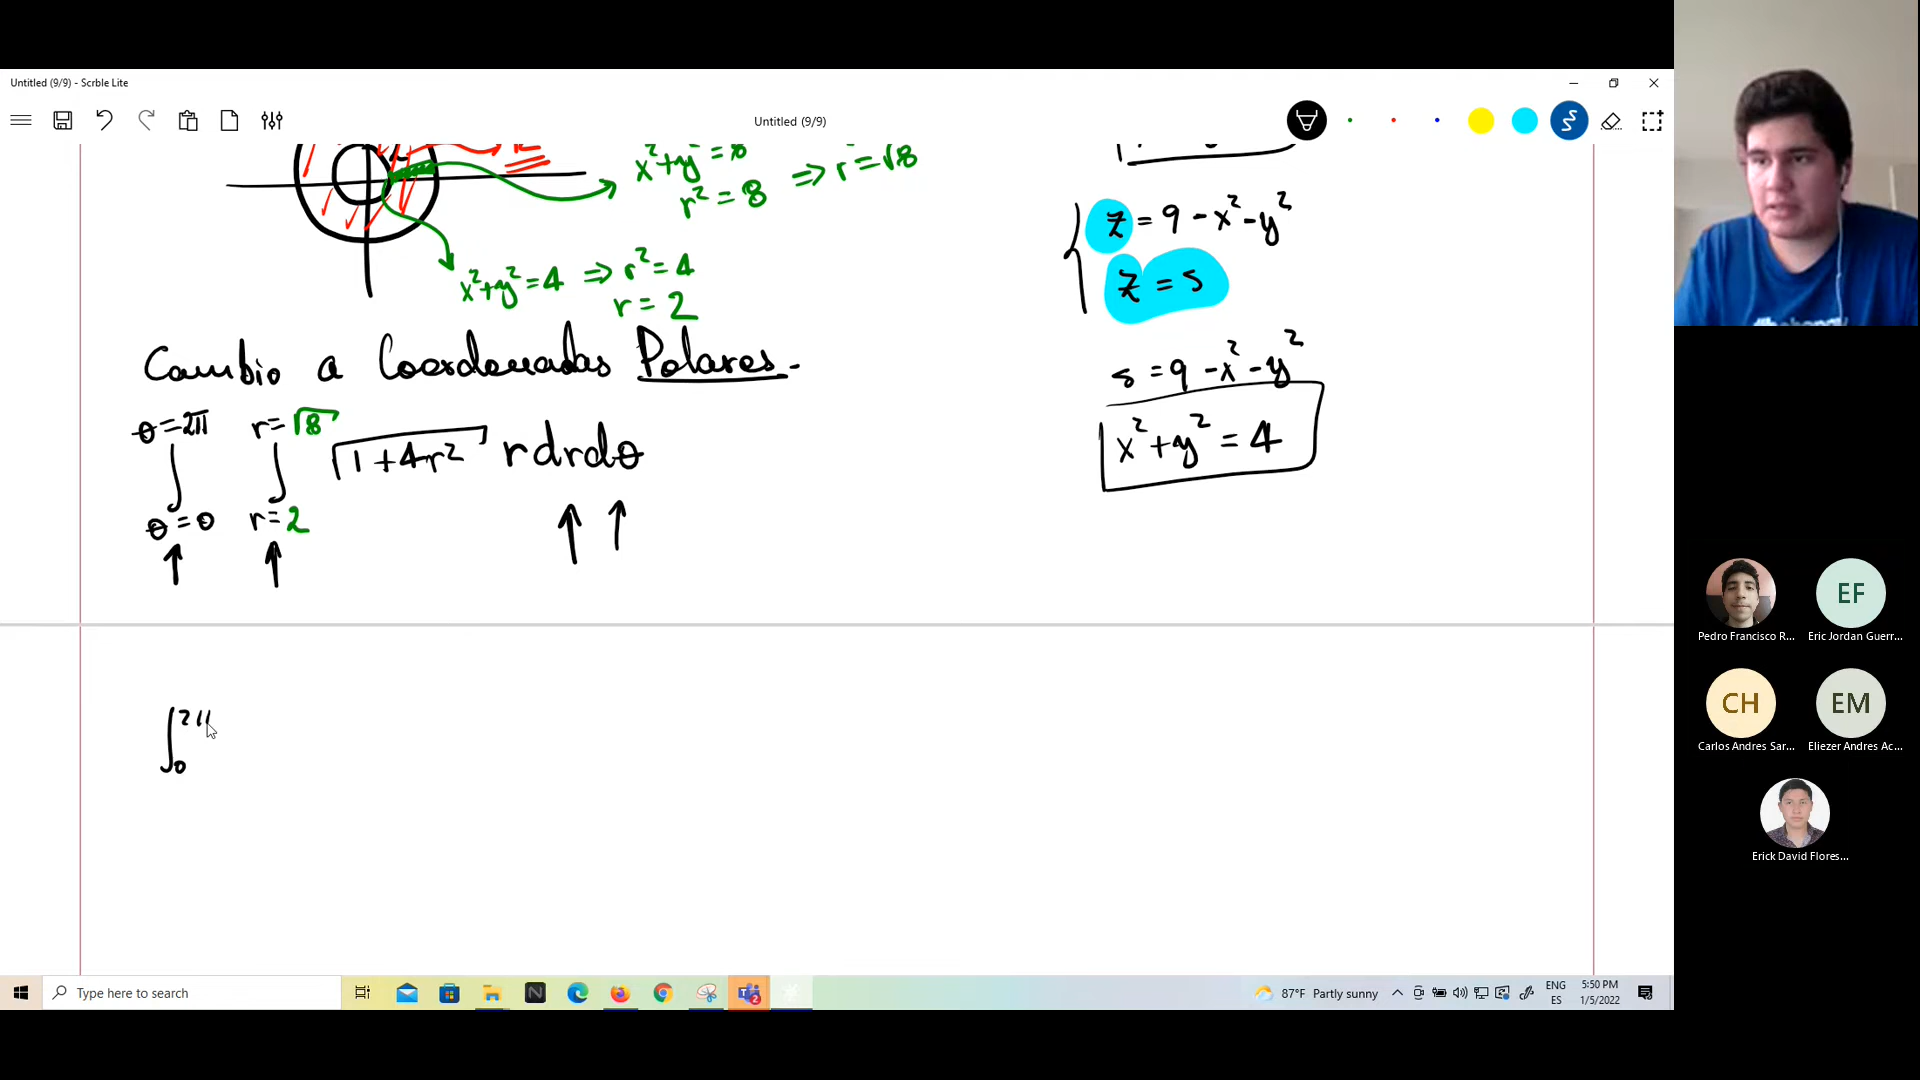 Untitled (9/9) - Scrble Lite
Untitled (9/9)
x²+y² = 8
r² = 8 ⇒ r=√8
x²+y²=4 ⇒ r²=4
r = 2
z = 9 - x² - y²
z = 5
Cambio a Coordenadas Polares.
5 = 9 - x² - y²
x² + y² = 4
θ=2π r=√8
∫ ∫ √1+4r² r dr dθ
θ=0 r=2
∫ 2π
0
Pedro Francisco R...
EF
Eric Jordan Guerr...
CH
Carlos Andres Sar...
EM
Eliezer Andres Ac...
Erick David Flores...
Type here to search
N
2
87°F Partly sunny
ENG
ES
5:50 PM
1/5/2022